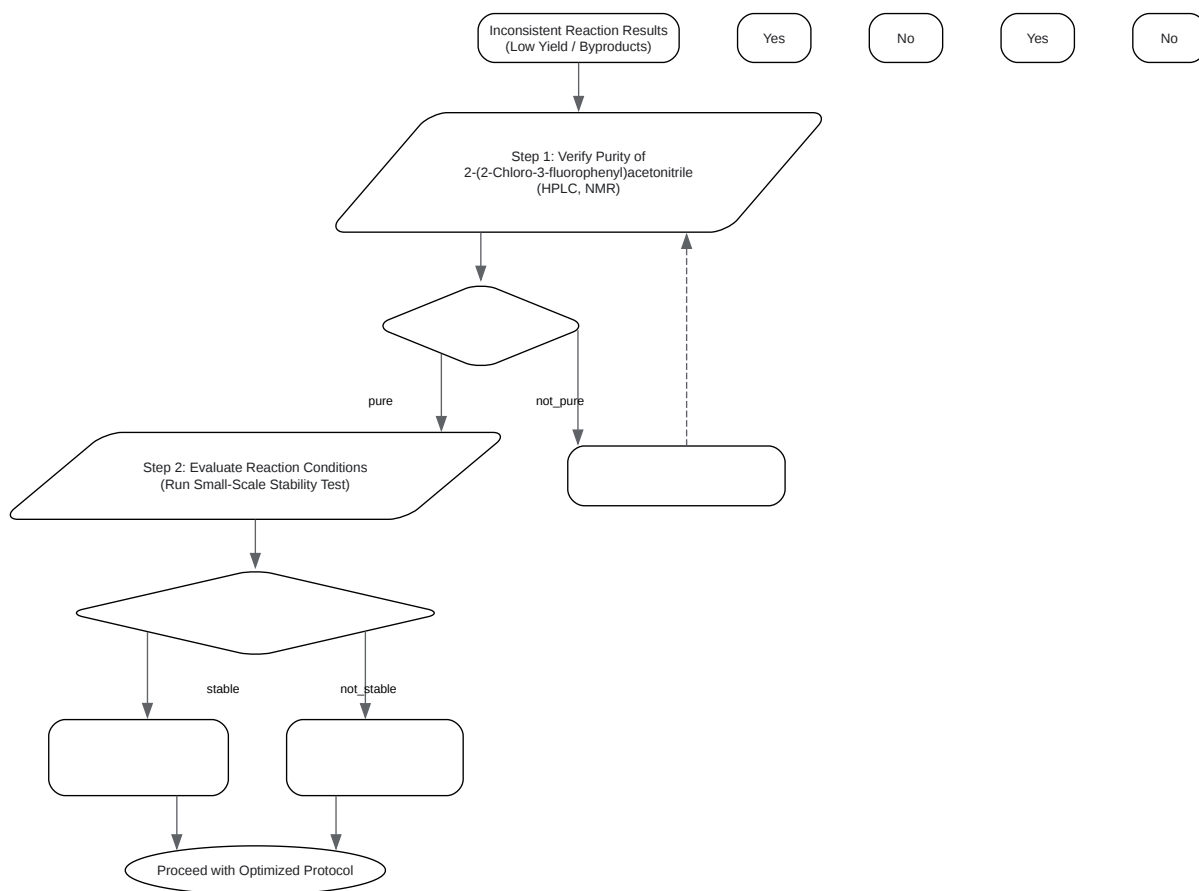 Inconsistent Reaction Results
(Low Yield / Byproducts)
Yes
No
Yes
No
Step 1: Verify Purity of
2-(2-Chloro-3-fluorophenyl)acetonitrile
(HPLC, NMR)
pure
not_pure
Step 2: Evaluate Reaction Conditions
(Run Small-Scale Stability Test)
stable
not_stable
Proceed with Optimized Protocol